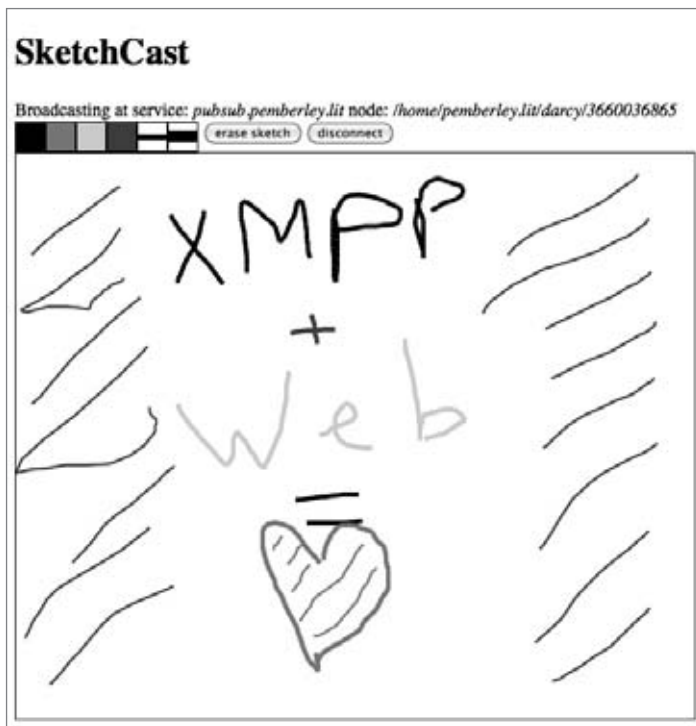 SketchCast
Broadcasting at service: pubsub.pemberley.lit node: /home/pemberley.lit/darcy/3660036865
erase sketch disconnect
XMPP
+
Web
=